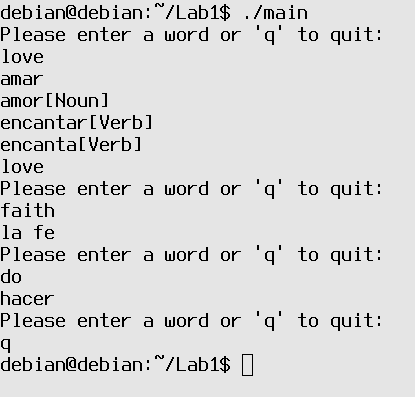 debian@debian:~/Lab1$ ./main
Please enter a word or 'q' to quit:
love
amar
amor[Noun]
encantar[Verb]
encanta[Verb]
love
Please enter a word or 'q' to quit:
faith
la fe
Please enter a word or 'q' to quit:
do
hacer
Please enter a word or 'q' to quit:
q
debian@debian:~/Lab1$